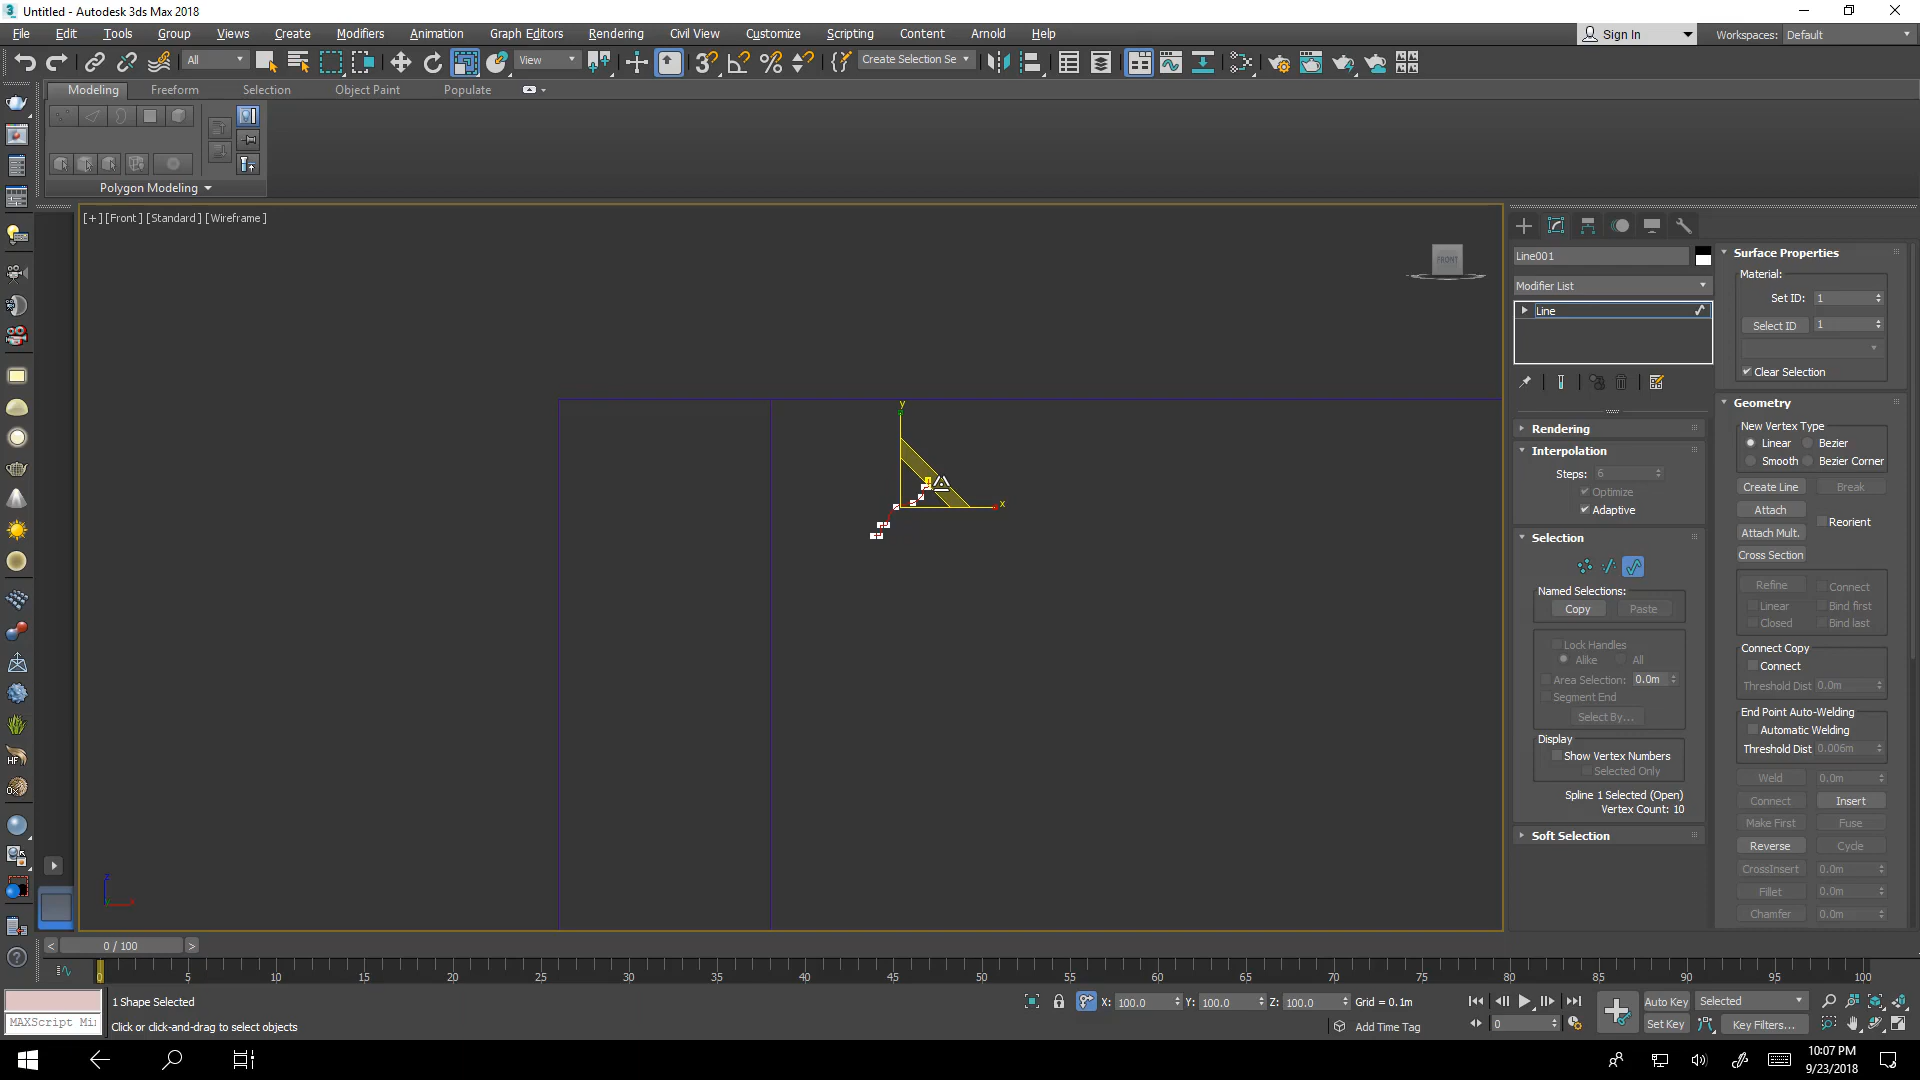 Untitled - Autodesk 3ds Max 2018
File Edit Tools Group Views Create Modifiers Animation Graph Editors Rendering Civil View Customize Scripting Content Arnold Help
Sign In Workspaces: Default
All View Create Selection Se
Modeling Freeform Selection Object Paint Populate
Polygon Modeling
[+] [Front] [Standard] [Wireframe]
FRONT
y
x
z
Line001
Modifier List
Line
Rendering
Interpolation
Steps: 6
Optimize
Adaptive
Selection
Named Selections:
Copy Paste
Lock Handles
Alike All
Area Selection: 0.0m
Segment End
Select By...
Display
Show Vertex Numbers
Selected Only
Spline 1 Selected (Open)
Vertex Count: 10
Soft Selection
Surface Properties
Material:
Set ID: 1
Select ID 1
Clear Selection
Geometry
New Vertex Type
Linear Bezier
Smooth Bezier Corner
Create Line Break
Attach
Reorient
Attach Mult.
Cross Section
Refine Connect
Linear Bind first
Closed Bind last
Connect Copy
Connect
Threshold Dist 0.0m
End Point Auto-Welding
Automatic Welding
Threshold Dist 0.006m
Weld 0.0m
Connect Insert
Make First Fuse
Reverse Cycle
CrossInsert 0.0m
Fillet 0.0m
Chamfer 0.0m
< 0 / 100 >
0 5 10 15 20 25 30 35 40 45 50 55 60 65 70 75 80 85 90 95 100
1 Shape Selected
X: 100.0 Y: 100.0 Z: 100.0 Grid = 0.1m
Auto Key Selected
MAXScript Mi
Click or click-and-drag to select objects
Add Time Tag
0
Set Key Key Filters...
10:07 PM
9/23/2018